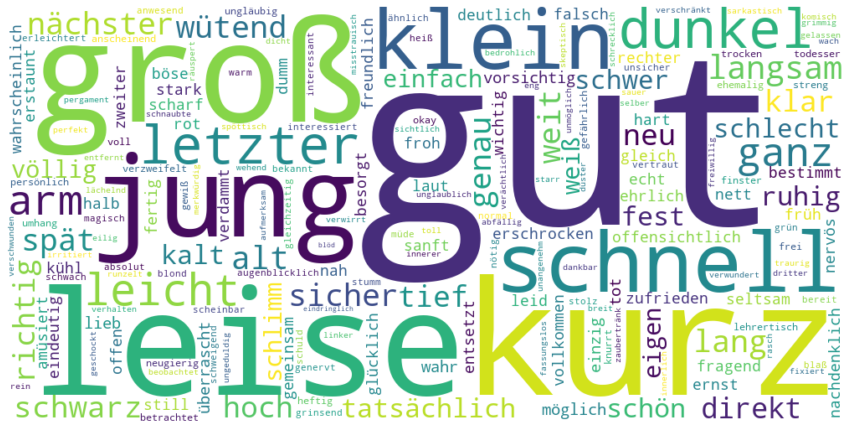 verschränkt sarkastisch komisch
anwesend ungläubig ähnlich deutlich falsch grimmig
nächster wütend klein dunkel
erleichtert heiß skeptisch schrecklich gelassen wach
anscheinend dicht misstrauisch bedrohlich
wahrscheinlich groß interessant freundlich unsicher trocken todesser
erstaunt böse dumm einfach vorsichtig rechter langsam
räuspert warm schwer
zweiter stark eng sauer ehemalig streng
pergament scharf okay unmöglich gefährlich selber klar
schnaubte rot interessiert sichtlich wichtig hart
perfekt spöttisch gut weit neu schlecht
voll froh genau weiß
letzter gleich freiwillig
völlig entfernt verzweifelt wehend bekannt laut unglaublich verächtlich starr düster echt vertraut finster ganz
persönlich lächelnd gewiß merkwürdig besorgt ehrlich nett bestimmt
arm halb fertig verdammt aufmerksam gleichzeitig jung normal abfällig fest ruhig
umhang magisch verwirrt müde toll früh
verschwunden spät eilig kalt alt blöd sanft erschrocken offensichtlich grün frei nervös
irritiert innerer schnell nötig unangenehm dankbar verwundert traurig dritter
kühl absolut augenblicklich nah
schwach runzelt blond stumm
richtig leicht sicher tief leid tot zufrieden seltsam
verhalten scheinbar eindringlich stolz breit bereit
amüsiert lieb leise schlimm entsetzt kurz zaubertränk eigen lang lehrertisch
eindeutig offen überrascht schweigend gemeinsam schuld linker glücklich wahr vollkommen fassungslos einzig knurrt rasch blaß
geschockt neugierig ungeduldig genervt fragend fixiert
rein beobachtet heftig ernst nachdenklich
schwarz still hoch tatsächlich möglich schön direkt
betrachtet grinsend